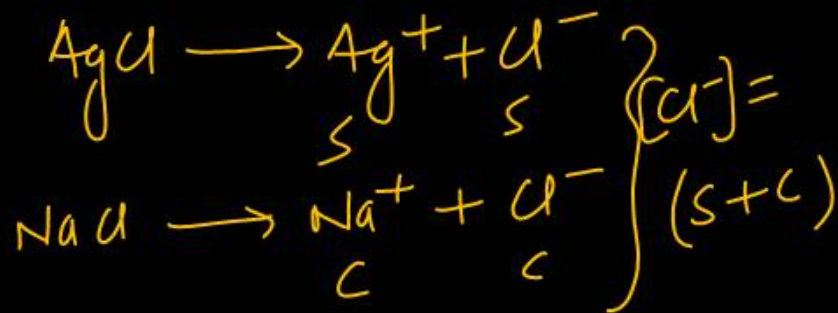 AgCl ⟶ Ag⁺ + Cl⁻
s s
[Cl⁻] =
NaCl ⟶ Na⁺ + Cl⁻
(s+c)
c c